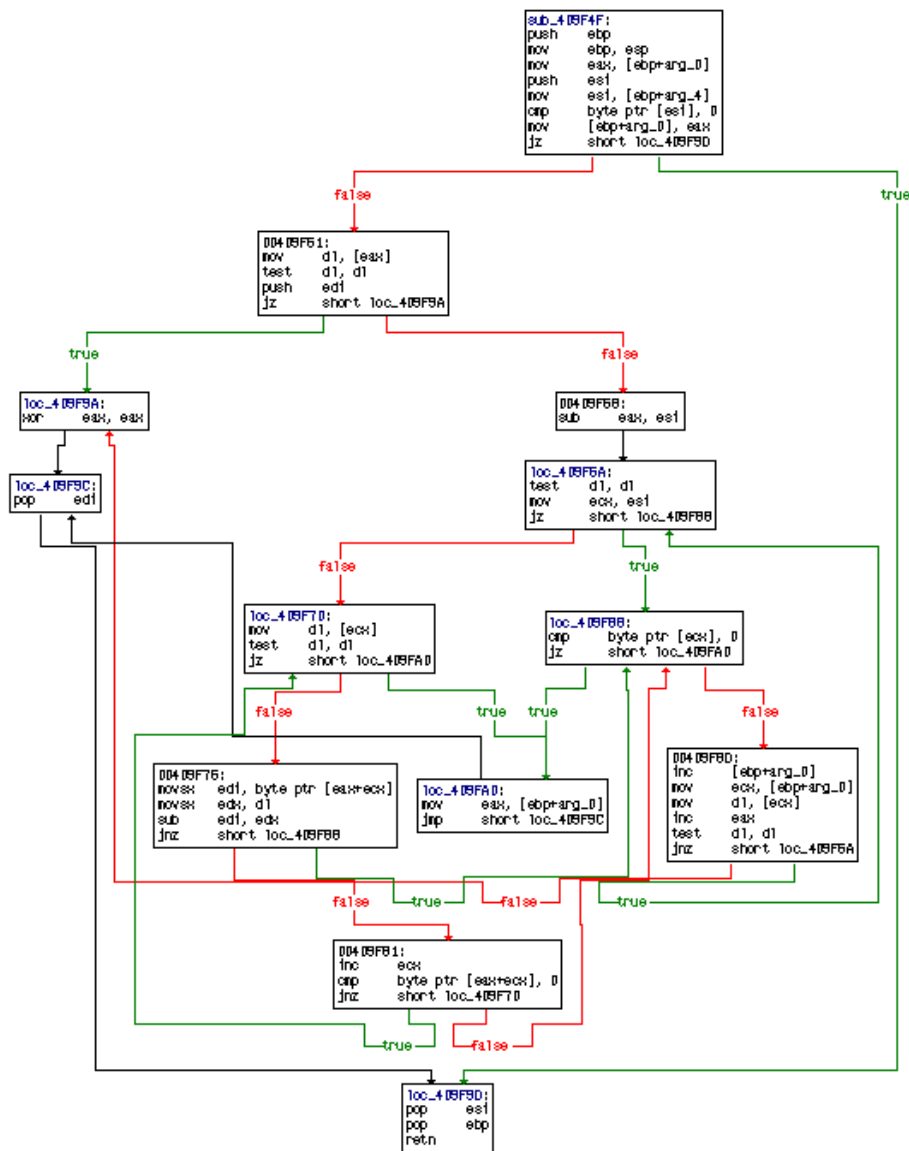 sub_409F4F:
push ebp
mov ebp, esp
mov eax, [ebp+arg_0]
push esi
mov esi, [ebp+arg_4]
cmp byte ptr [esi], 0
mov [ebp+arg_0], eax
jz short loc_409F9D
false
true
00409F61:
mov dl, [eax]
test dl, dl
push edi
jz short loc_409F9A
true
false
loc_409F9A:
xor eax, eax
00409F68:
sub eax, esi
loc_409F9C:
pop edi
loc_409F6A:
test dl, dl
mov ecx, esi
jz short loc_409F88
false
true
loc_409F70:
mov dl, [ecx]
test dl, dl
jz short loc_409FA0
loc_409F88:
cmp byte ptr [ecx], 0
jz short loc_409FA0
false
true
true
false
00409F76:
movsx edi, byte ptr [eax+ecx]
movsx edx, dl
sub edi, edx
jnz short loc_409F88
loc_409FA0:
mov eax, [ebp+arg_0]
jmp short loc_409F9C
00409F8D:
inc [ebp+arg_0]
mov ecx, [ebp+arg_0]
mov dl, [ecx]
inc eax
test dl, dl
jnz short loc_409F6A
false
true
false
true
00409F81:
inc ecx
cmp byte ptr [eax+ecx], 0
jnz short loc_409F70
true
false
loc_409F9D:
pop esi
pop ebp
retn